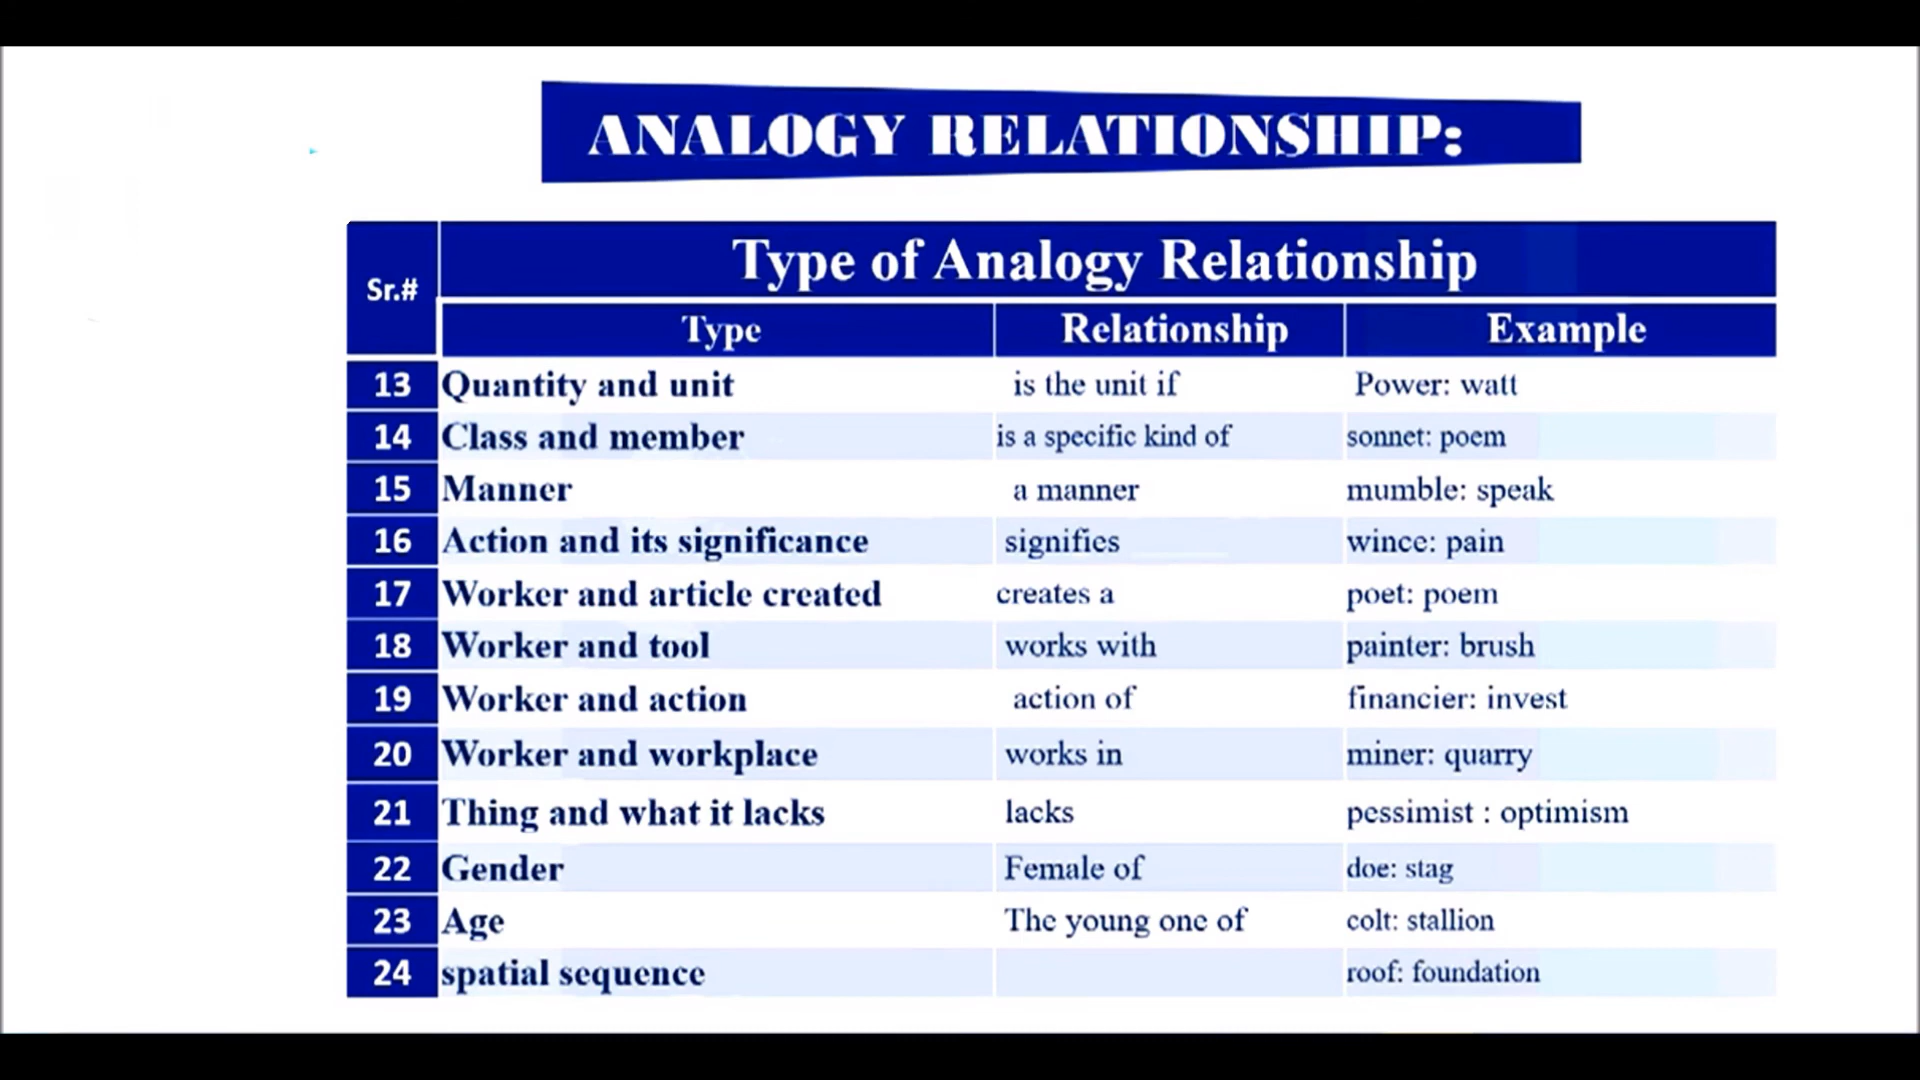 ANALOGY RELATIONSHIP:
Sr.# Type of Analogy Relationship
Type Relationship Example
13 Quantity and unit is the unit if Power: watt
14 Class and member is a specific kind of sonnet: poem
15 Manner a manner mumble: speak
16 Action and its significance signifies wince: pain
17 Worker and article created creates a poet: poem
18 Worker and tool works with painter: brush
19 Worker and action action of financier: invest
20 Worker and workplace works in miner: quarry
21 Thing and what it lacks lacks pessimist : optimism
22 Gender Female of doe: stag
23 Age The young one of colt: stallion
24 spatial sequence roof: foundation